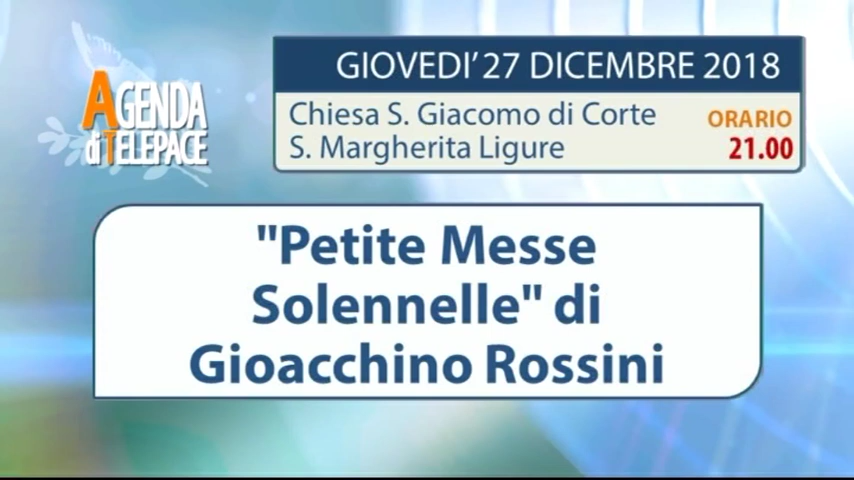 AGENDA
di TELEPACE
GIOVEDI' 27 DICEMBRE 2018
Chiesa S. Giacomo di Corte
S. Margherita Ligure
ORARIO
21.00
"Petite Messe
Solennelle" di
Gioacchino Rossini